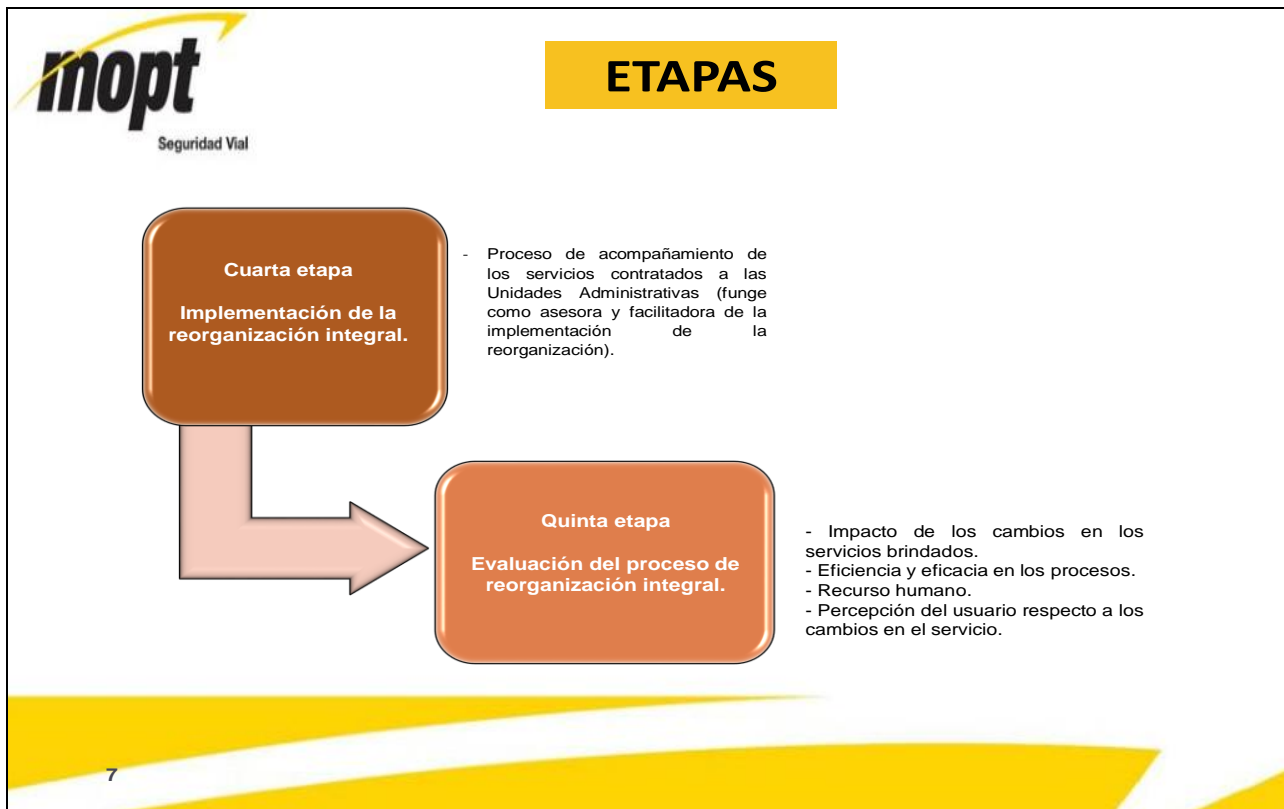 mopt
Seguridad Vial
ETAPAS
Cuarta etapa
Implementación de la
reorganización integral.
- Proceso de acompañamiento de
los servicios contratados a las
Unidades Administrativas (funge
como asesora y facilitadora de la
implementación de la
reorganización).
Quinta etapa
Evaluación del proceso de
reorganización integral.
- Impacto de los cambios en los
servicios brindados.
- Eficiencia y eficacia en los procesos.
- Recurso humano.
- Percepción del usuario respecto a los
cambios en el servicio.
7